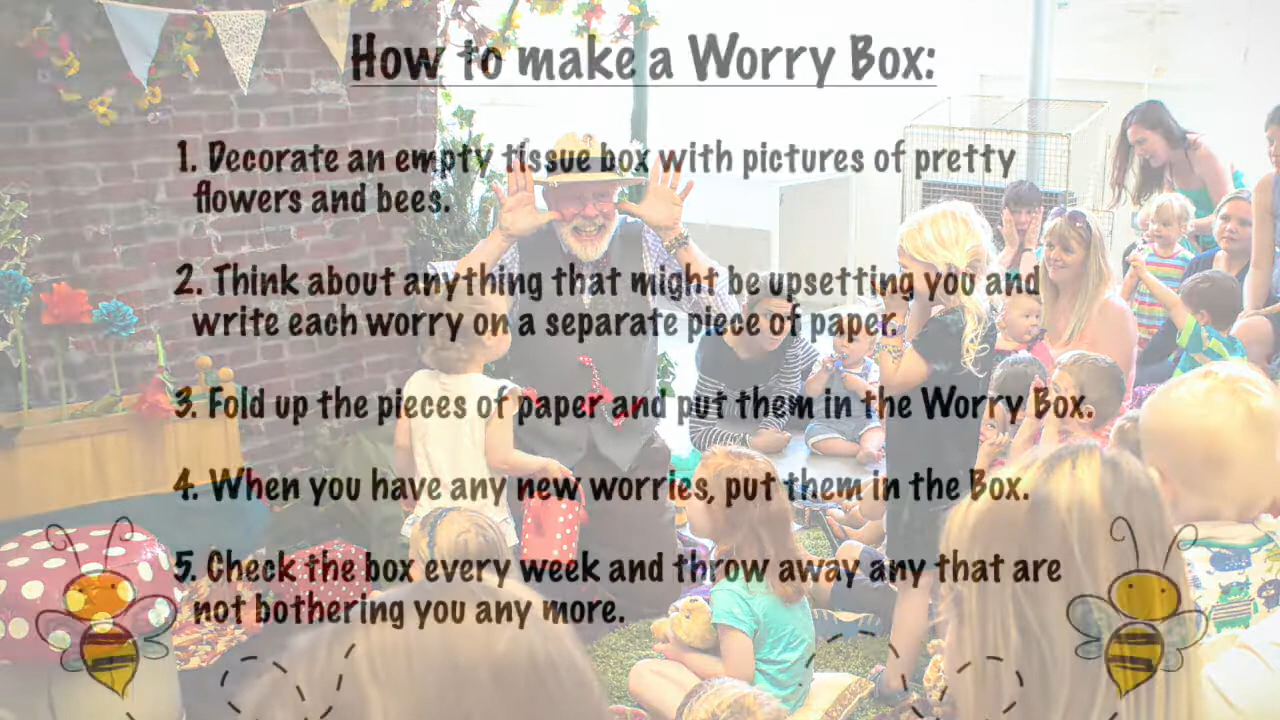 How to make a Worry Box:
1. Decorate an empty tissue box with pictures of pretty
flowers and bees.
2. Think about anything that might be upsetting you and
write each worry on a separate piece of paper.
3. Fold up the pieces of paper and put them in the Worry Box.
4. When you have any new worries, put them in the Box.
5. Check the box every week and throw away any that are
not bothering you any more.